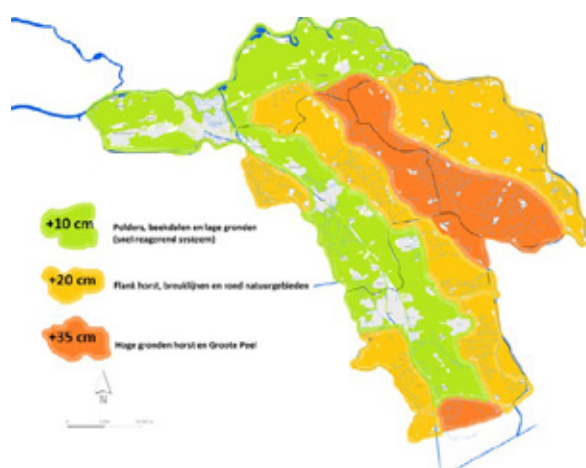 +10 cm
Polders, beekdalen en lage gronden
(snel reagerend systeem)
+20 cm
Flank horst, breuklijnen en rond natuurgebieden
+35 cm
Hoge gronden horst en Groote Peel
N